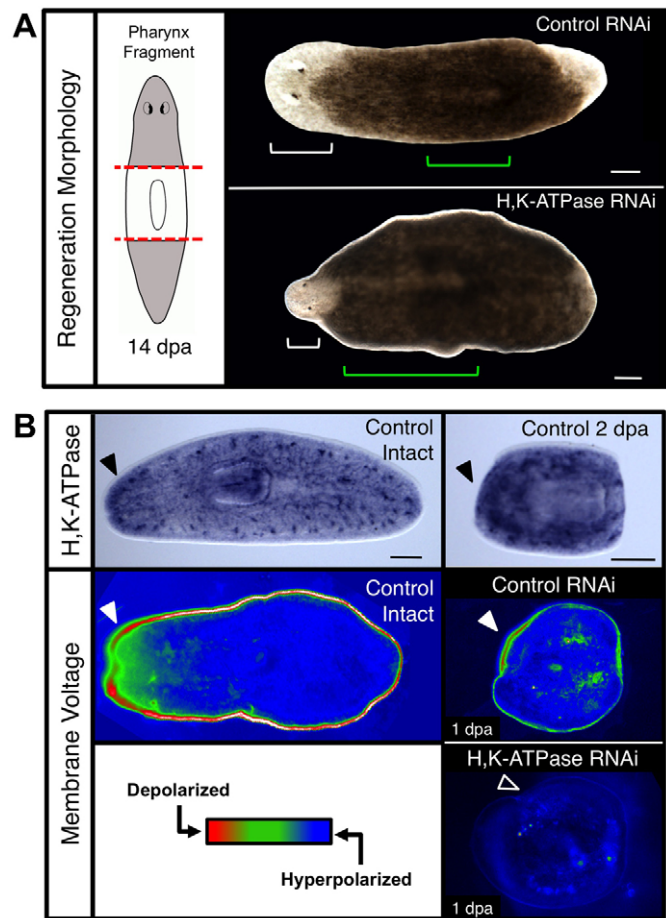 A
Regeneration Morphology
Pharynx
Fragment
14 dpa
Control RNAi
H,K-ATPase RNAi
B
H,K-ATPase
Control
Intact
Control 2 dpa
Membrane Voltage
Control
Intact
Control RNAi
1 dpa
Depolarized
Hyperpolarized
H,K-ATPase RNAi
1 dpa